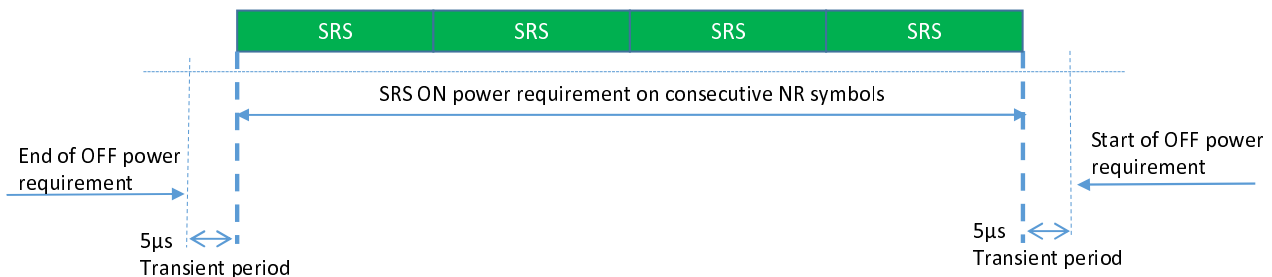 SRS SRS SRS SRS
SRS ON power requirement on consecutive NR symbols
End of OFF power
requirement
Start of OFF power
requirement
5µs
Transient period
5µs
Transient period